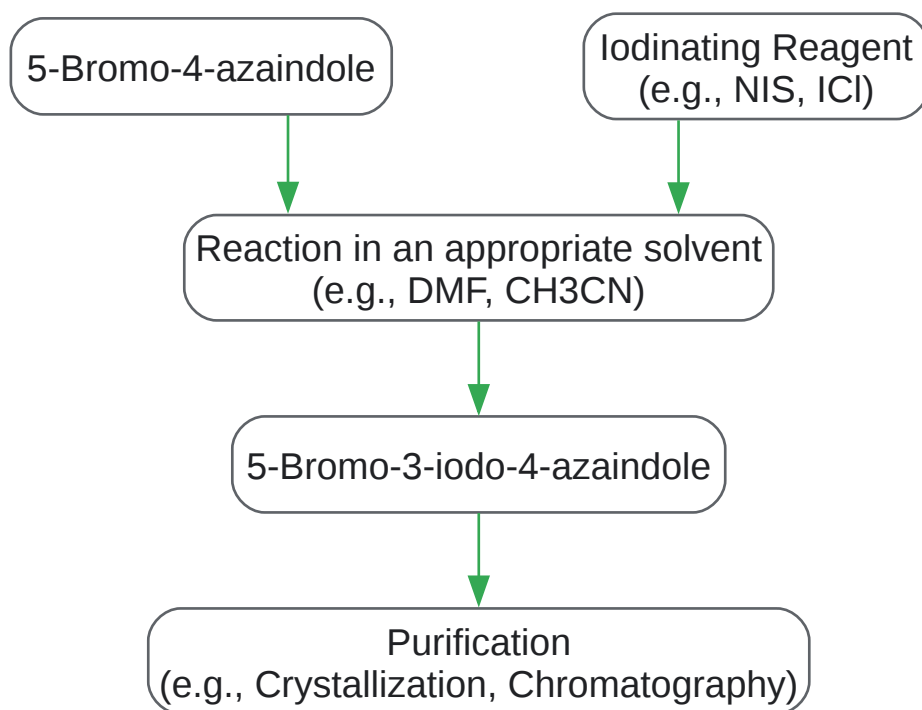 5-Bromo-4-azaindole
Iodinating Reagent
(e.g., NIS, ICl)
Reaction in an appropriate solvent
(e.g., DMF, CH3CN)
5-Bromo-3-iodo-4-azaindole
Purification
(e.g., Crystallization, Chromatography)